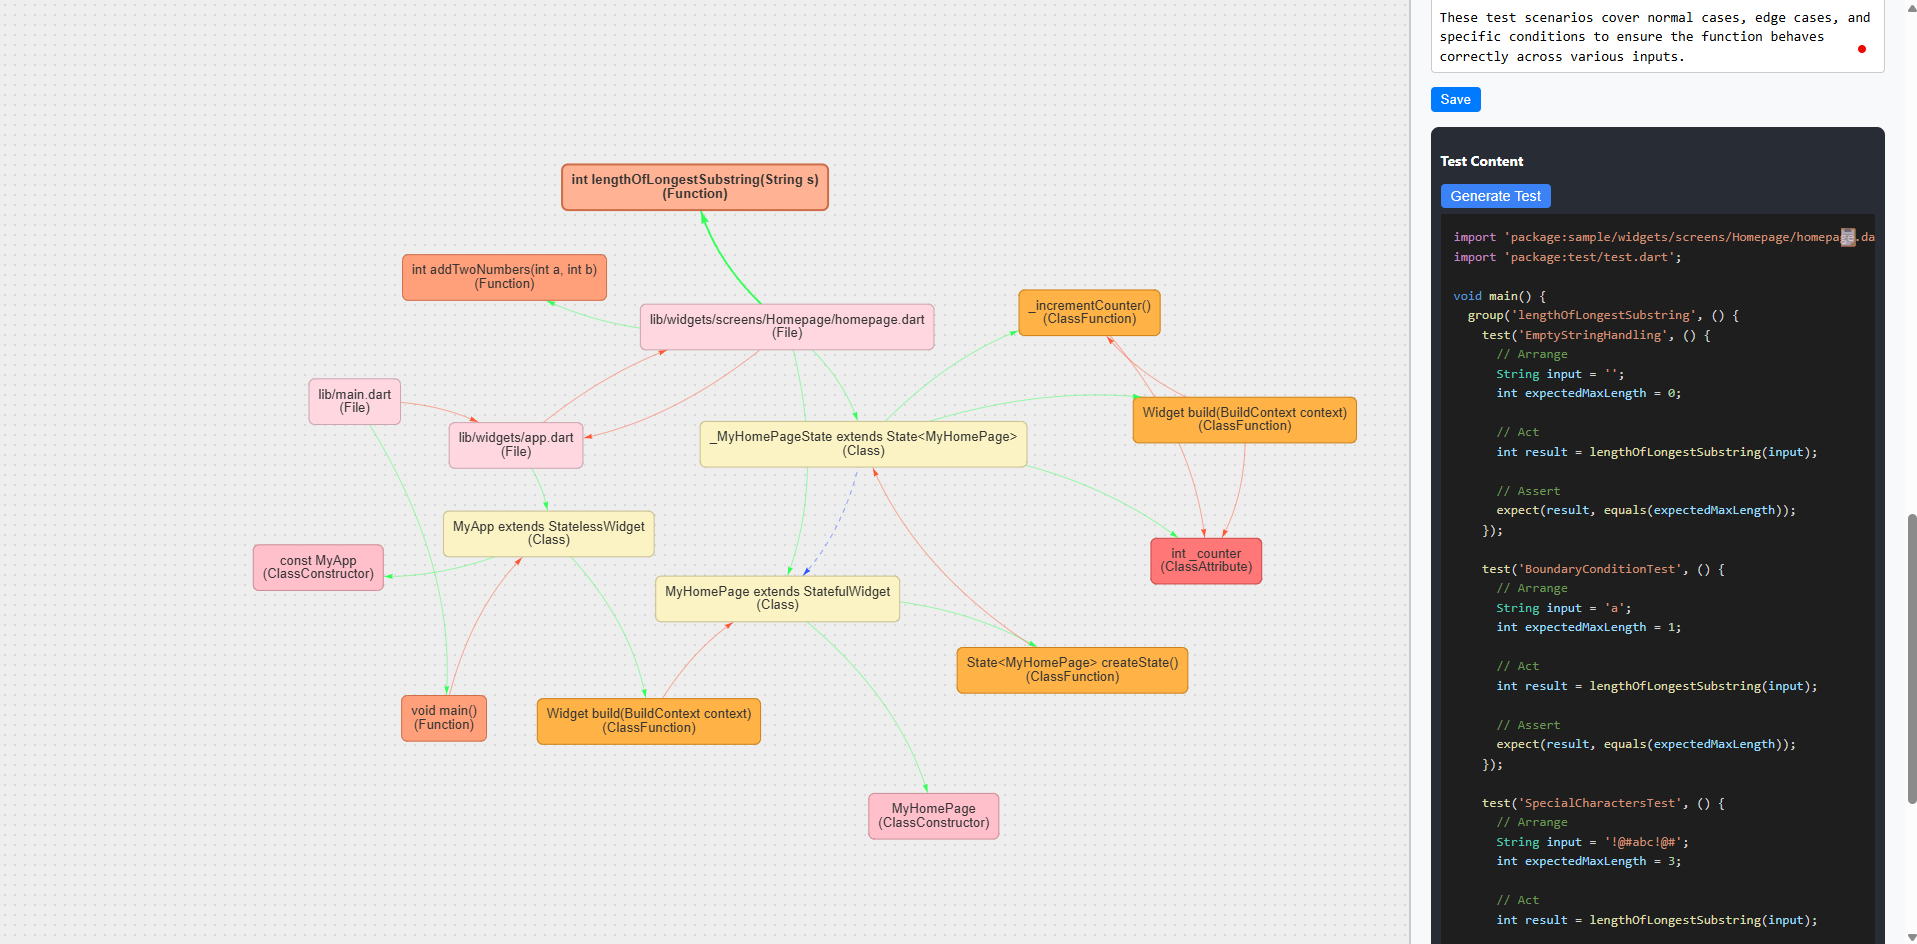 int lengthOfLongestSubstring(String s)
(Function)
int addTwoNumbers(int a, int b)
(Function)
lib/widgets/screens/Homepage/homepage.dart
(File)
_incrementCounter()
(ClassFunction)
lib/main.dart
(File)
lib/widgets/app.dart
(File)
_MyHomePageState extends State<MyHomePage>
(Class)
Widget build(BuildContext context)
(ClassFunction)
MyApp extends StatelessWidget
(Class)
const MyApp
(ClassConstructor)
int _counter
(ClassAttribute)
MyHomePage extends StatefulWidget
(Class)
State<MyHomePage> createState()
(ClassFunction)
void main()
(Function)
Widget build(BuildContext context)
(ClassFunction)
MyHomePage
(ClassConstructor)
These test scenarios cover normal cases, edge cases, and
specific conditions to ensure the function behaves
correctly across various inputs.
Save
Test Content
Generate Test
import 'package:sample/widgets/screens/Homepage/homepage.da
import 'package:test/test.dart';
void main() {
group('lengthOfLongestSubstring', () {
test('EmptyStringHandling', () {
// Arrange
String input = '';
int expectedMaxLength = 0;
// Act
int result = lengthOfLongestSubstring(input);
// Assert
expect(result, equals(expectedMaxLength));
});
test('BoundaryConditionTest', () {
// Arrange
String input = 'a';
int expectedMaxLength = 1;
// Act
int result = lengthOfLongestSubstring(input);
// Assert
expect(result, equals(expectedMaxLength));
});
test('SpecialCharactersTest', () {
// Arrange
String input = '!@#abc!@#';
int expectedMaxLength = 3;
// Act
int result = lengthOfLongestSubstring(input);